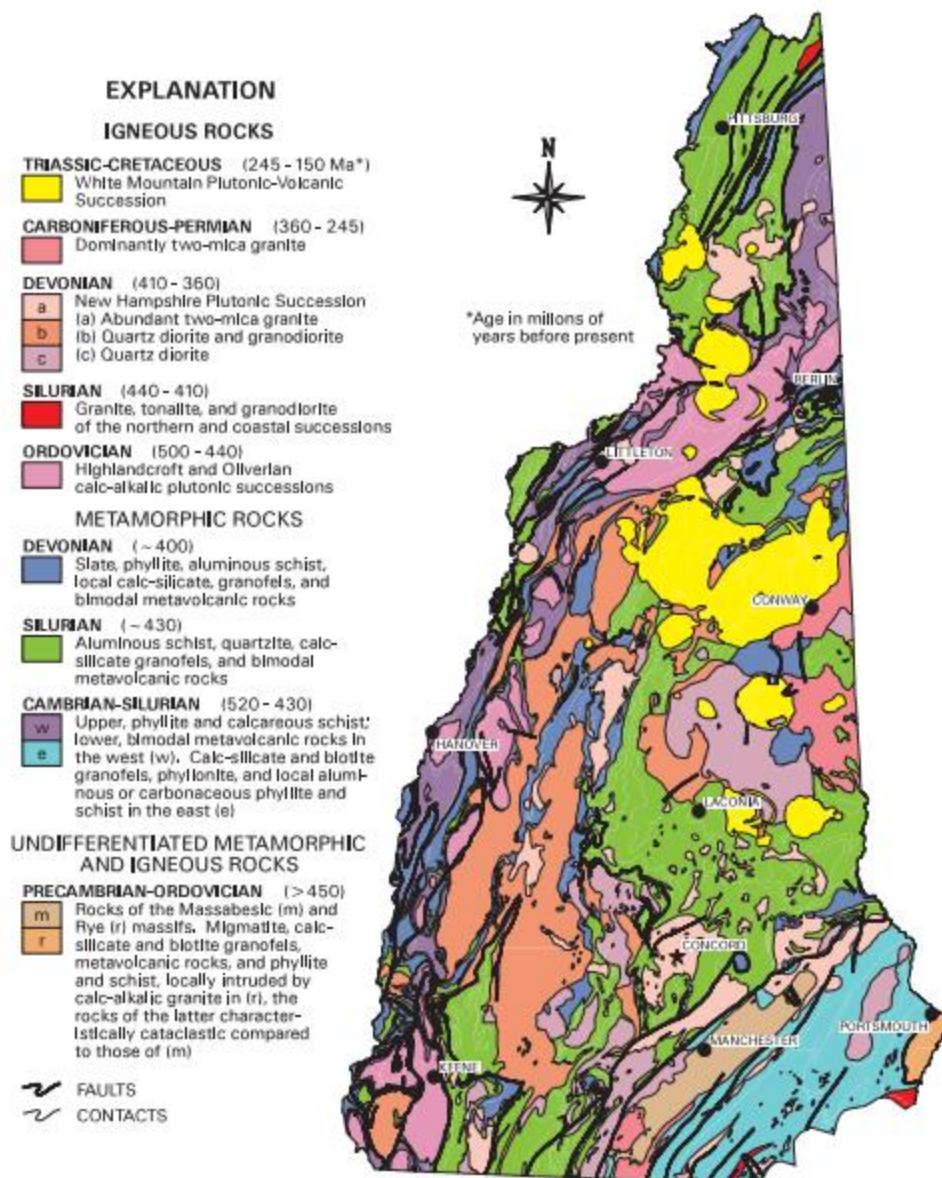 EXPLANATION
IGNEOUS ROCKS
TRIASSIC-CRETACEOUS (245 - 150 Ma*)
White Mountain Plutonic-Volcanic
Succession
CARBONIFEROUS-PERMIAN (360 - 245)
Dominantly two-mica granite
DEVONIAN (410 - 360)
New Hampshire Plutonic Succession
a (a) Abundant two-mica granite
b (b) Quartz diorite and granodiorite
c (c) Quartz diorite
SILURIAN (440 - 410)
Granite, tonalite, and granodiorite
of the northern and coastal successions
ORDOVICIAN (500 - 440)
Highlandcroft and Oliverian
calc-alkalic plutonic successions
METAMORPHIC ROCKS
DEVONIAN (~ 400)
Slate, phyllite, aluminous schist,
local calc-silicate, granofels, and
bimodal metavolcanic rocks
SILURIAN (~ 430)
Aluminous schist, quartzite, calc-
silicate granofels, and bimodal
metavolcanic rocks
CAMBRIAN-SILURIAN (520 - 430)
w Upper, phyllite and calcareous schist;
lower, bimodal metavolcanic rocks in
e the west (w). Calc-silicate and biotite
granofels, phyllonite, and local alumi-
nous or carbonaceous phyllite and
schist in the east (e)
UNDIFFERENTIATED METAMORPHIC
AND IGNEOUS ROCKS
PRECAMBRIAN-ORDOVICIAN (>450)
m Rocks of the Massabesic (m) and
r Rye (r) massifs. Migmatite, calc-
silicate and biotite granofels,
metavolcanic rocks, and phyllite
and schist, locally intruded by
calc-alkalic granite in (r), the
rocks of the latter character-
istically cataclastic compared
to those of (m)
FAULTS
CONTACTS
N
*Age in millons of
years before present
PITTSBURG
BERLIN
LITTLETON
CONWAY
HANOVER
LACONIA
CONCORD
PORTSMOUTH
MANCHESTER
KEENE